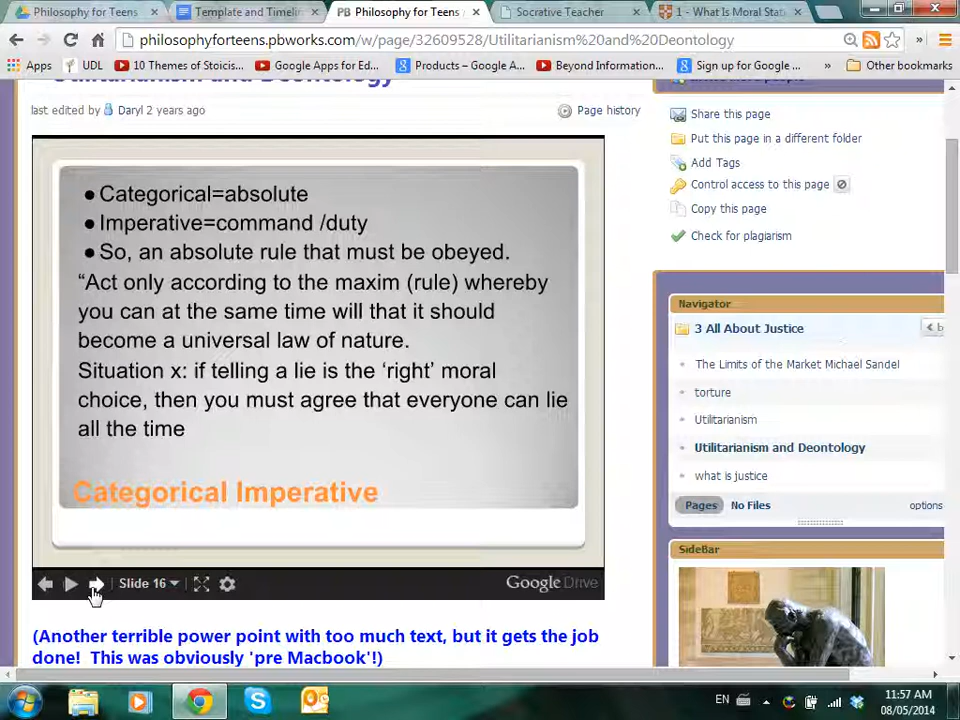 Philosophy for Teens
Template and Timelin
PB Philosophy for Teens
Socrative Teacher
1 - What Is Moral Stat
philosophyforteens.pbworks.com/w/page/32609528/Utilitarianism%20and%20Deontology
Apps
UDL
10 Themes of Stoicis...
Google Apps for Ed...
Products – Google A...
Beyond Information...
Sign up for Google ...
»
Other bookmarks
Utilitarianism and Deontology
last edited by Daryl 2 years ago
Page history
●Categorical=absolute
●Imperative=command /duty
●So, an absolute rule that must be obeyed.
“Act only according to the maxim (rule) whereby
you can at the same time will that it should
become a universal law of nature.
Situation x: if telling a lie is the ‘right’ moral
choice, then you must agree that everyone can lie
all the time
Categorical Imperative
Slide 16
Google Drive
(Another terrible power point with too much text, but it gets the job
done! This was obviously 'pre Macbook'!)
Share this page
Put this page in a different folder
Add Tags
Control access to this page
Copy this page
Check for plagiarism
Navigator
3 All About Justice
The Limits of the Market Michael Sandel
torture
Utilitarianism
Utilitarianism and Deontology
what is justice
Pages
No Files
options
SideBar
EN
11:57 AM
08/05/2014